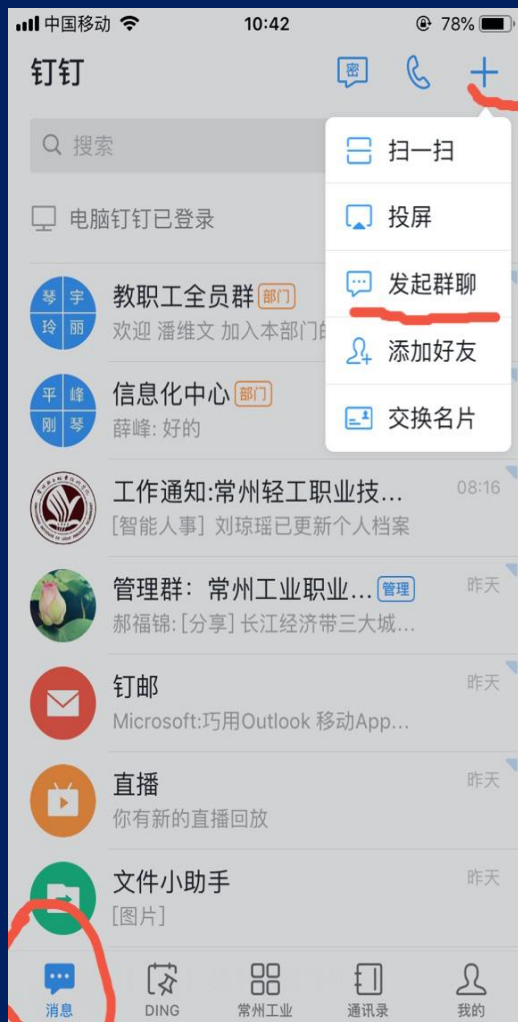 中国移动 10:42 78%
钉钉 密
搜索
扫一扫
投屏
电脑钉钉已登录
发起群聊
添加好友
交换名片
琴 宇
玲 丽
教职工全员群 部门
欢迎 潘维文 加入本部门
平 峰
刚 琴
信息化中心 部门
薛峰: 好的
工作通知:常州轻工职业技... 08:16
[智能人事] 刘琼瑶已更新个人档案
管理群：常州工业职业... 管理 昨天
郝福锦: [分享] 长江经济带三大城...
钉邮 昨天
Microsoft:巧用Outlook 移动App...
直播 昨天
你有新的直播回放
文件小助手 昨天
[图片]
消息 DING 常州工业 通讯录 我的